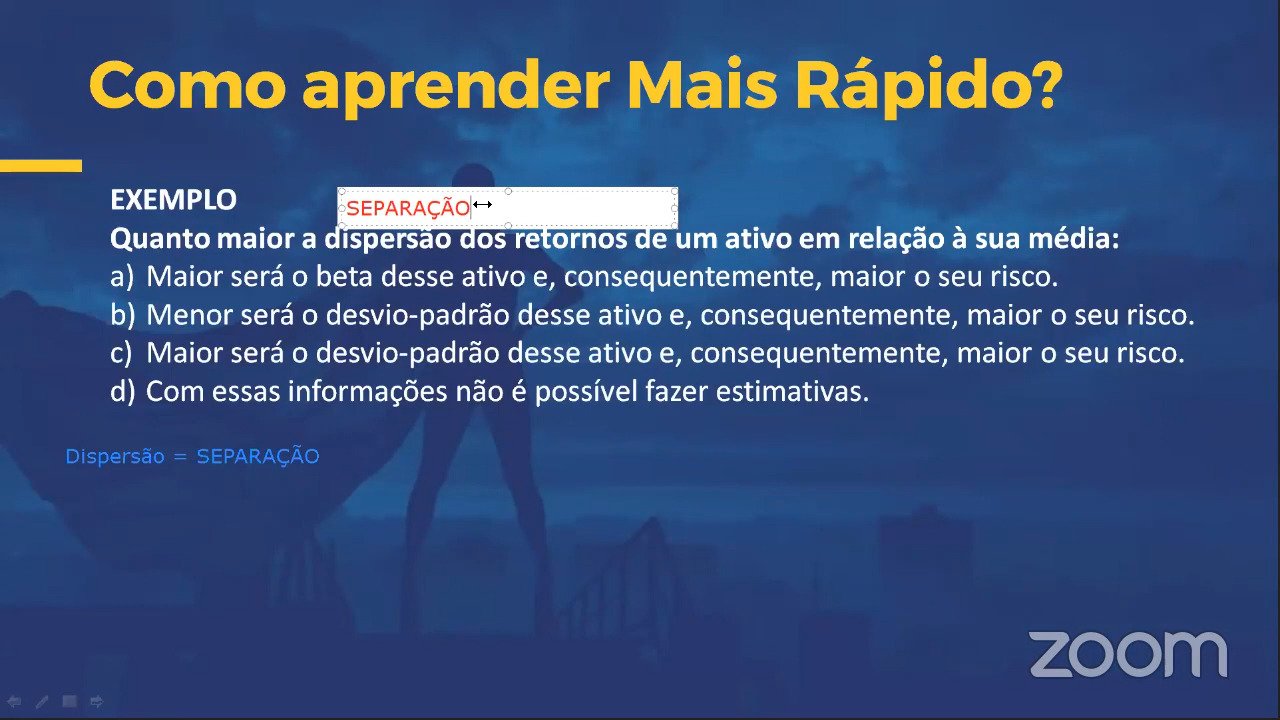 Como aprender Mais Rápido?
EXEMPLO
SEPARAÇÃO
Quanto maior a dispersão dos retornos de um ativo em relação à sua média:
a) Maior será o beta desse ativo e, consequentemente, maior o seu risco.
b) Menor será o desvio-padrão desse ativo e, consequentemente, maior o seu risco.
c) Maior será o desvio-padrão desse ativo e, consequentemente, maior o seu risco.
d) Com essas informações não é possível fazer estimativas.
Dispersão = SEPARAÇÃO
zoom